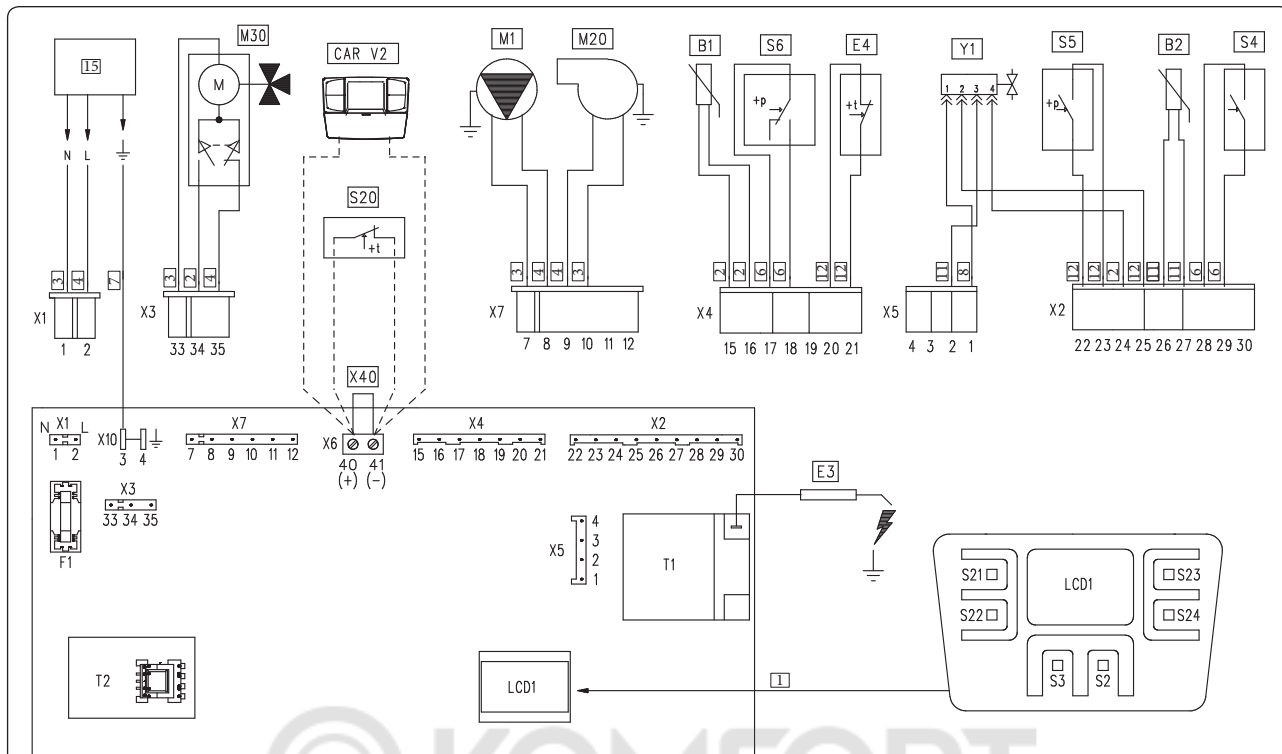 M30
CAR V2
M1
M20
B1
S6
E4
Y1
S5
B2
S4
15
M
1 2 3 4
+p
+t
+p
N L
S20
+t
3 4 7 3 2 4 3 4 4 3 2 2 6 6 12 12 11 8 12 12 2 12 11 11 6 6
X1
X3
X7
X4
X5
X2
1 2
33 34 35
7 8 9 10 11 12
15 16 17 18 19 20 21
4 3 2 1
22 23 24 25 26 27 28 29 30
X40
N X1 L
X10
X7
X6
X4
X2
1 2
3 4
7 8 9 10 11 12
40 41
(+) (-)
15 16 17 18 19 20 21
22 23 24 25 26 27 28 29 30
X3
33 34 35
F1
E3
X5
4
3
2
1
T1
S21
S22
LCD1
S23
S24
S3
S2
T2
LCD1
1
KOMFORT